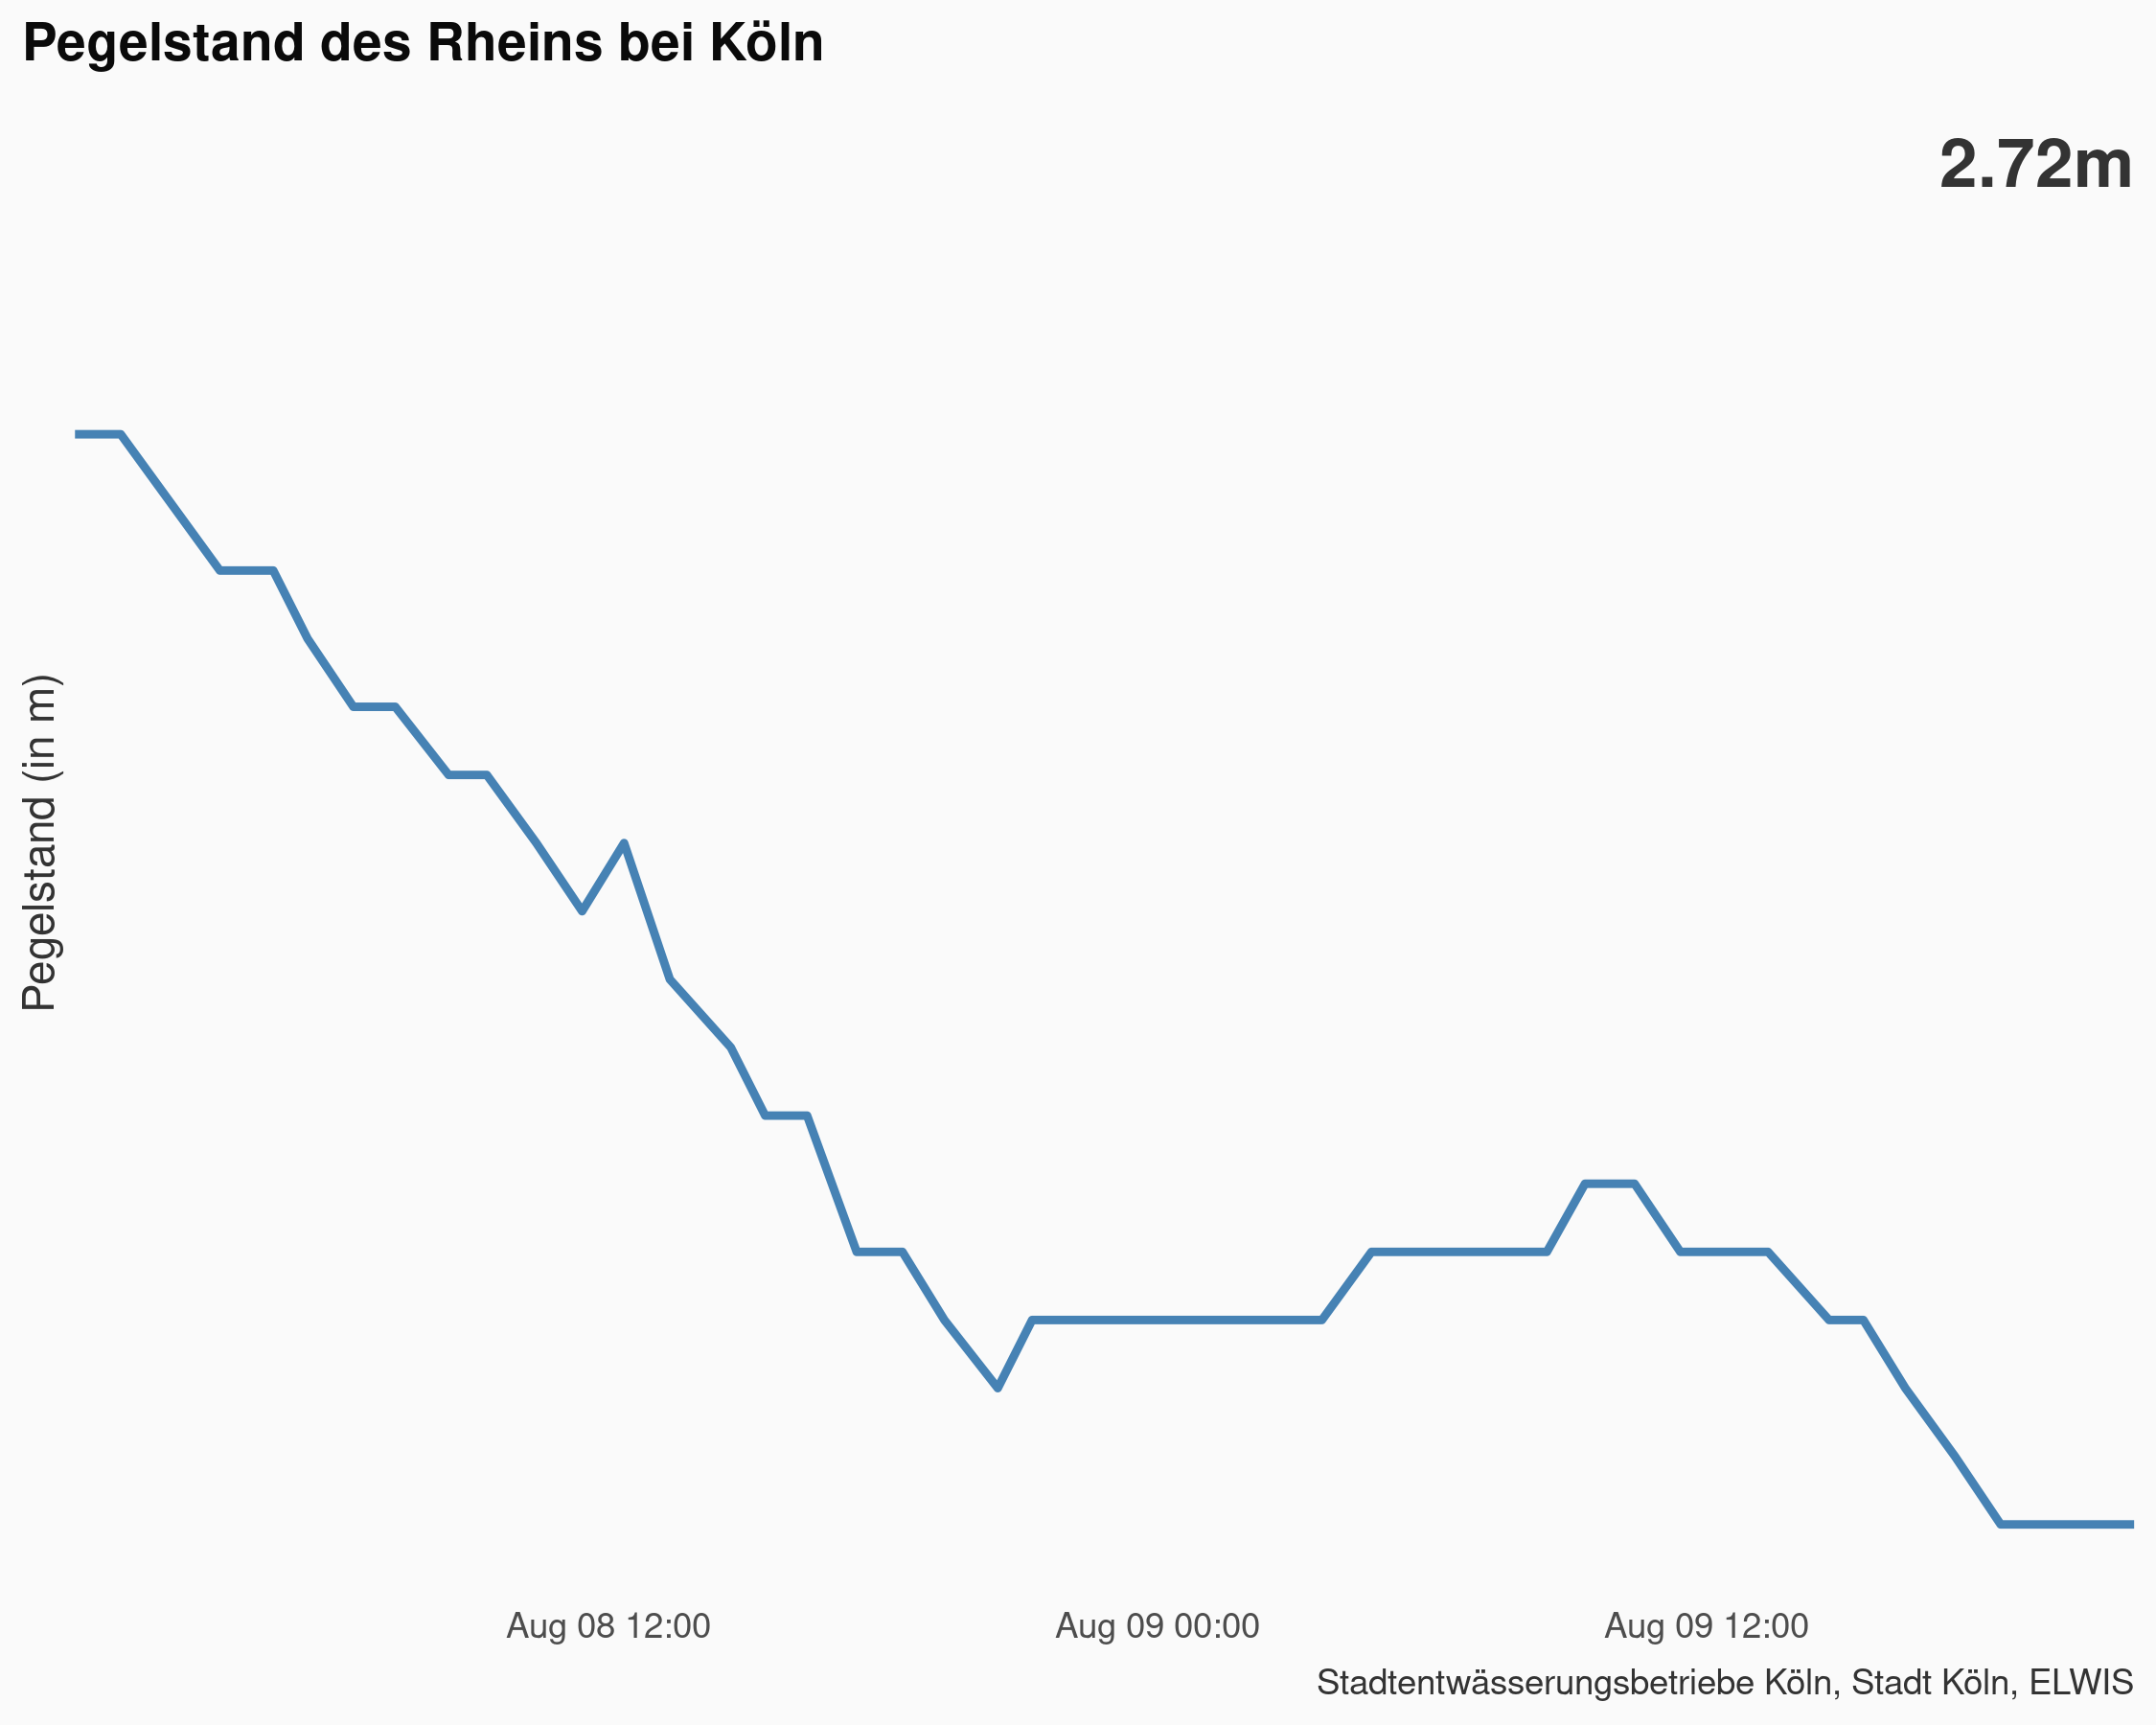 Pegelstand des Rheins bei Köln
2.72m
Pegelstand (in m)
Aug 08 12:00
Aug 09 00:00
Aug 09 12:00
Stadtentwässerungsbetriebe Köln, Stadt Köln, ELWIS